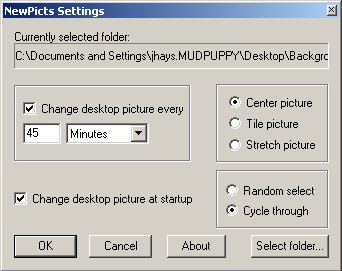 NewPicts Settings
Currently selected folder:
C:\Documents and Settings\jhays.MUDPUPPY\Desktop\Backgro
Change desktop picture every
45 Minutes
Center picture
Tile picture
Stretch picture
Change desktop picture at startup
Random select
Cycle through
OK Cancel About Select folder...